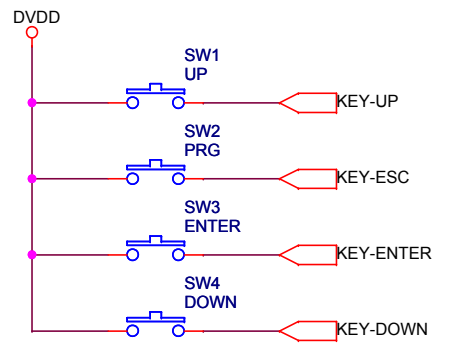 DVDD
SW1
UP
KEY-UP
SW2
PRG
KEY-ESC
SW3
ENTER
KEY-ENTER
SW4
DOWN
KEY-DOWN